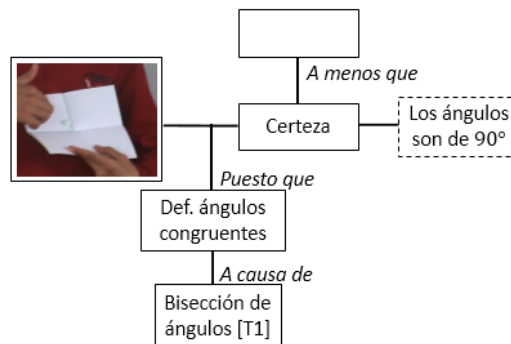 A menos que
Certeza
Los ángulos
son de 90°
Puesto que
Def. ángulos
congruentes
A causa de
Bisección de
ángulos [T1]